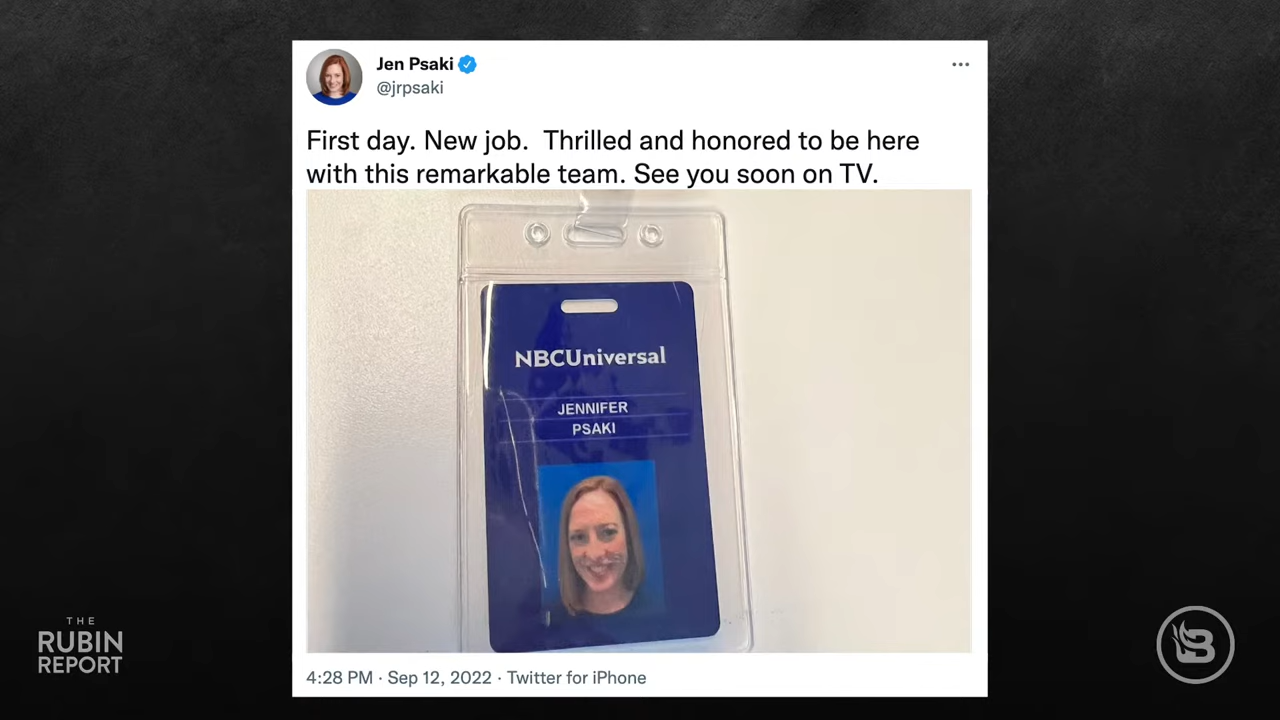 Jen Psaki
@jrpsaki
First day. New job.  Thrilled and honored to be here
with this remarkable team. See you soon on TV.
NBCUniversal
JENNIFER
PSAKI
4:28 PM · Sep 12, 2022 · Twitter for iPhone
THE
RUBIN
REPORT
B